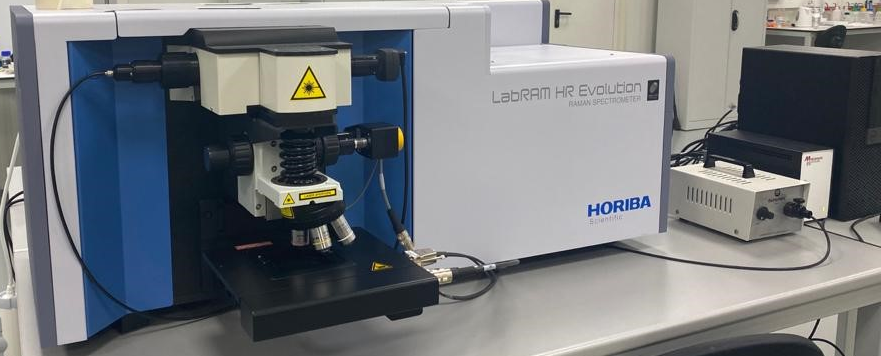 LabRAM HR Evolution
RAMAN SPECTROMETER
HORIBA
Scientific